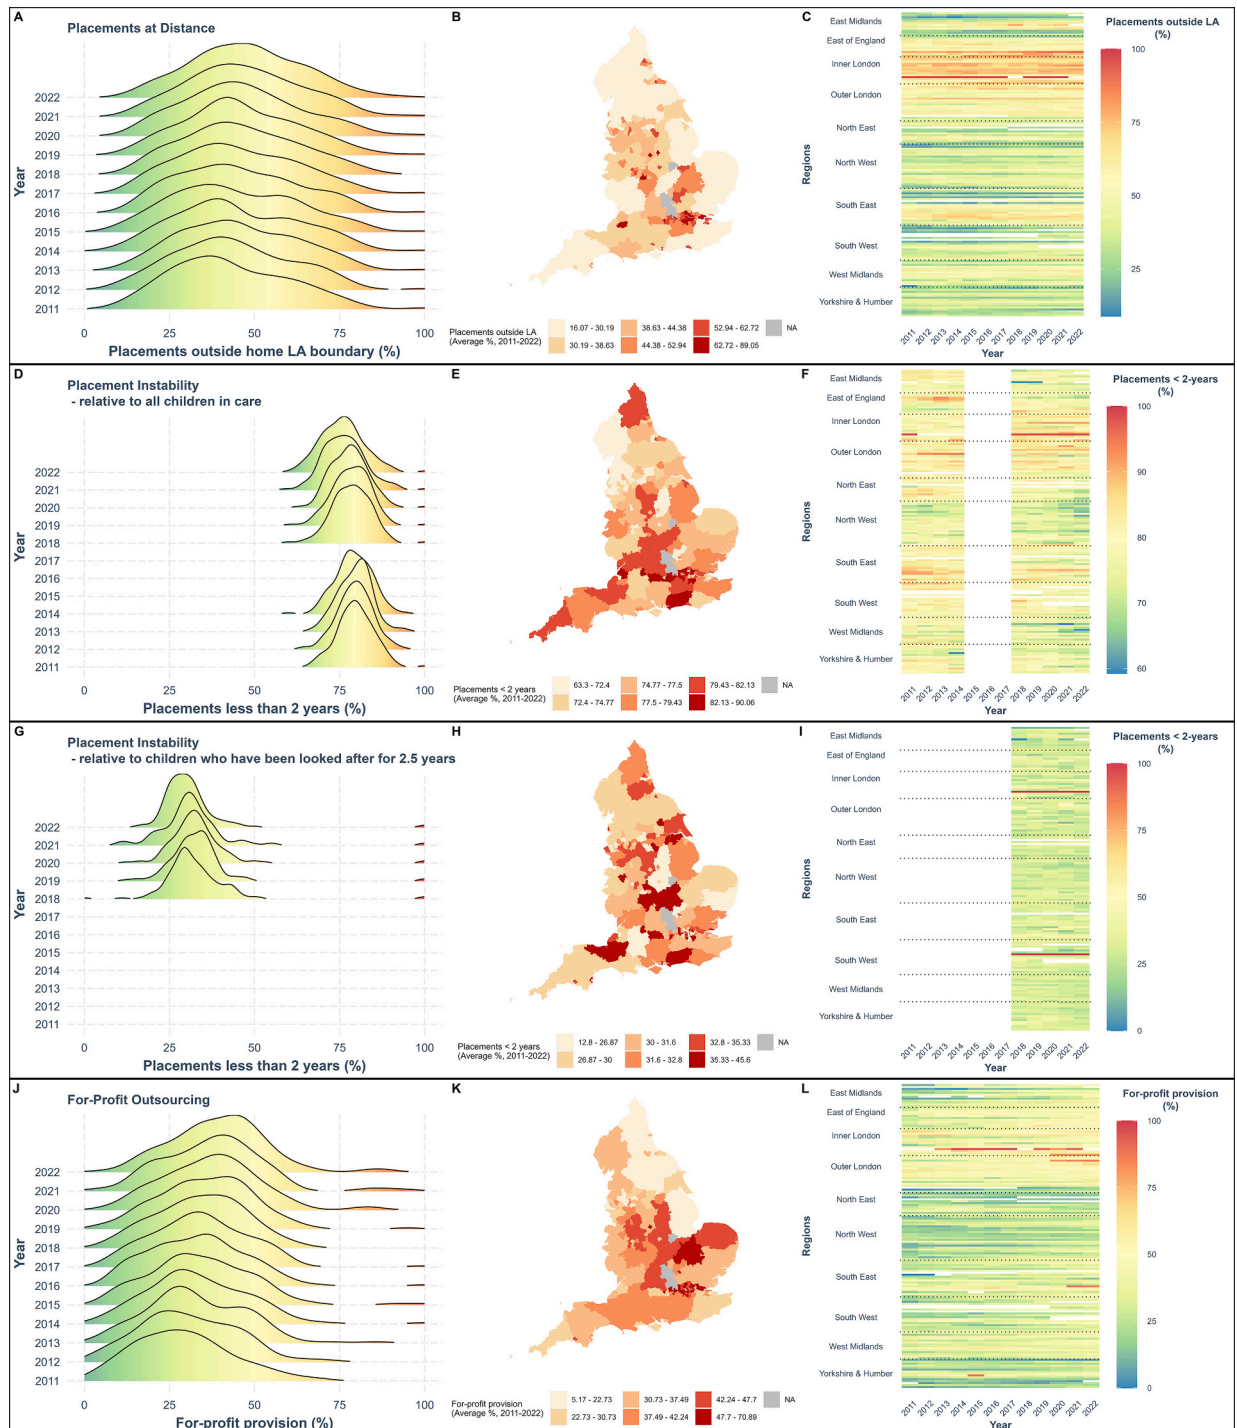 A
Placements at Distance
Year
2022
2021
2020
2019
2018
2017
2016
2015
2014
2013
2012
2011
0 25 50 75 100
Placements outside home LA boundary (%)
B
Placements outside LA
(Average %, 2011-2022)
16.07 - 30.19 38.63 - 44.38 52.94 - 62.72 NA
30.19 - 38.63 44.38 - 52.94 62.72 - 89.05
C
Regions
East Midlands
East of England
Inner London
Outer London
North East
North West
South East
South West
West Midlands
Yorkshire & Humber
2011 2012 2013 2014 2015 2016 2017 2018 2019 2020 2021 2022
Year
Placements outside LA
(%)
100
75
50
25
D
Placement Instability
- relative to all children in care
Year
2022
2021
2020
2019
2018
2017
2016
2015
2014
2013
2012
2011
0 25 50 75 100
Placements less than 2 years (%)
E
Placements < 2 years
(Average %, 2011-2022)
63.3 - 72.4 74.77 - 77.5 79.43 - 82.13 NA
72.4 - 74.77 77.5 - 79.43 82.13 - 90.06
F
Regions
East Midlands
East of England
Inner London
Outer London
North East
North West
South East
South West
West Midlands
Yorkshire & Humber
2011 2012 2013 2014 2015 2016 2017 2018 2019 2020 2021 2022
Year
Placements < 2-years
(%)
100
90
80
70
60
G
Placement Instability
- relative to children who have been looked after for 2.5 years
Year
2022
2021
2020
2019
2018
2017
2016
2015
2014
2013
2012
2011
0 25 50 75 100
Placements less than 2 years (%)
H
Placements < 2 years
(Average %, 2011-2022)
12.8 - 26.87 30 - 31.6 32.8 - 35.33 NA
26.87 - 30 31.6 - 32.8 35.33 - 45.6
I
Regions
East Midlands
East of England
Inner London
Outer London
North East
North West
South East
South West
West Midlands
Yorkshire & Humber
2011 2012 2013 2014 2015 2016 2017 2018 2019 2020 2021 2022
Year
Placements < 2-years
(%)
100
75
50
25
0
J
For-Profit Outsourcing
Year
2022
2021
2020
2019
2018
2017
2016
2015
2014
2013
2012
2011
0 25 50 75 100
For-profit provision (%)
K
For-profit provision
(Average %, 2011-2022)
5.17 - 22.73 30.73 - 37.49 42.24 - 47.7 NA
22.73 - 30.73 37.49 - 42.24 47.7 - 70.89
L
Regions
East Midlands
East of England
Inner London
Outer London
North East
North West
South East
South West
West Midlands
Yorkshire & Humber
2011 2012 2013 2014 2015 2016 2017 2018 2019 2020 2021 2022
Year
For-profit provision
(%)
100
75
50
25
0